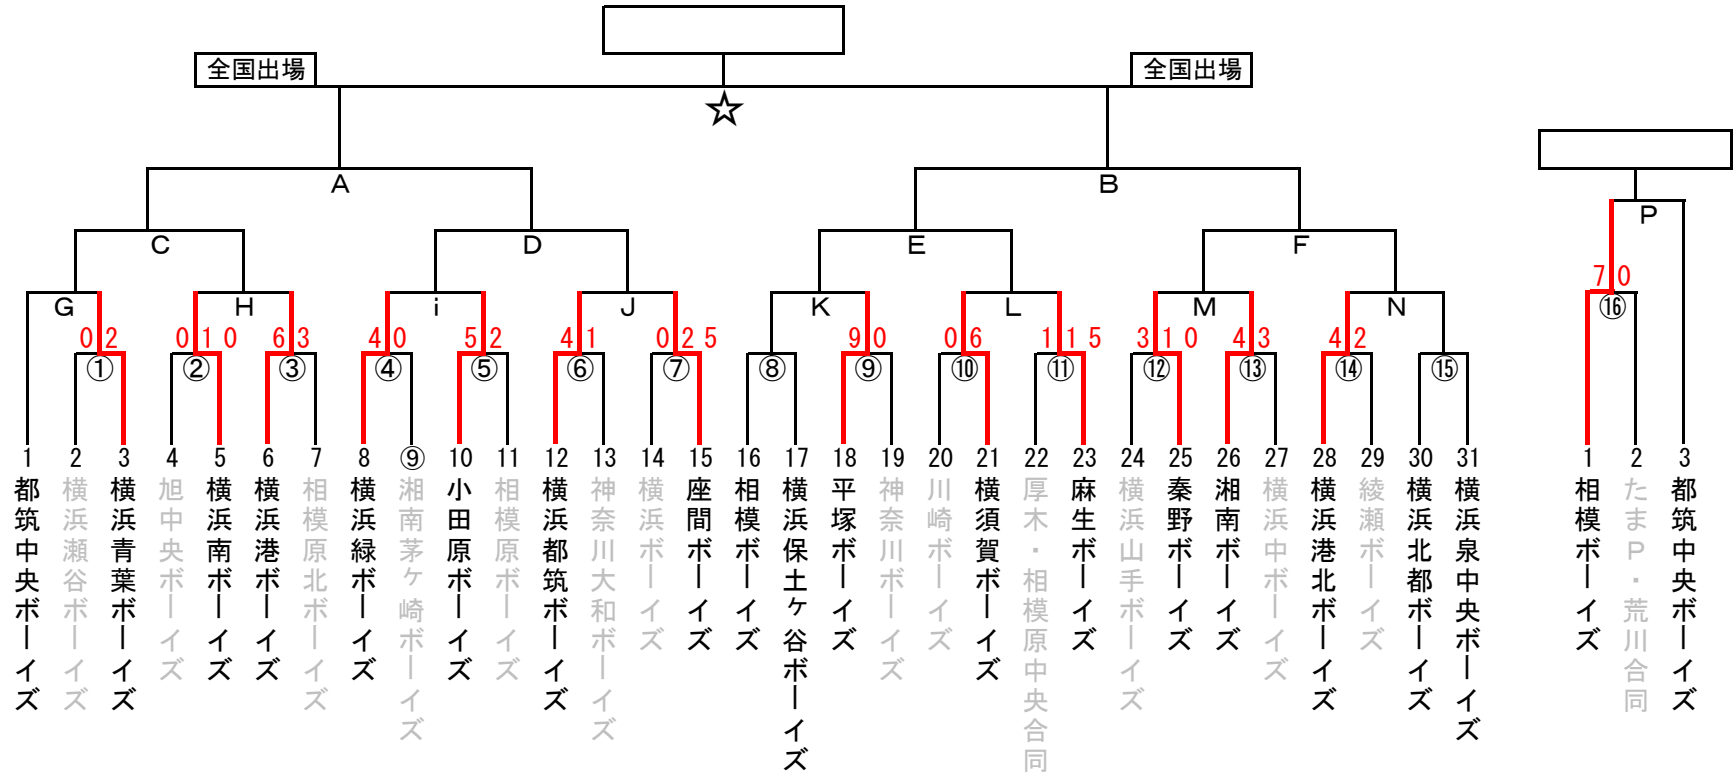 全国出場
全国出場
☆
A
B
C
D
E
F
P
G
H
i
J
K
L
M
N
7 0
⑯
0 2
0 1 0
6 3
4 0
5 2
4 1
0 2 5
9 0
0 6
1 1 5
3 1 0
4 3
4 2
①
②
③
④
⑤
⑥
⑦
⑧
⑨
⑩
⑪
⑫
⑬
⑭
⑮
1 都筑中央ボーイズ
2 横浜瀬谷ボーイズ
3 横浜青葉ボーイズ
4 旭中央ボーイズ
5 横浜南ボーイズ
6 横浜港ボーイズ
7 相模原北ボーイズ
8 横浜緑ボーイズ
⑨ 湘南茅ケ崎ボーイズ
10 小田原ボーイズ
11 相模原ボーイズ
12 横浜都筑ボーイズ
13 神奈川大和ボーイズ
14 横浜ボーイズ
15 座間ボーイズ
16 相模ボーイズ
17 横浜保土ヶ谷ボーイズ
18 平塚ボーイズ
19 神奈川ボーイズ
20 川崎ボーイズ
21 横須賀ボーイズ
22 厚木・相模原中央合同
23 麻生ボーイズ
24 横浜山手ボーイズ
25 秦野ボーイズ
26 湘南ボーイズ
27 横浜中ボーイズ
28 横浜港北ボーイズ
29 綾瀬ボーイズ
30 横浜北都ボーイズ
31 横浜泉中央ボーイズ
1 相模ボーイズ
2 たまP・荒川合同
3 都筑中央ボーイズ